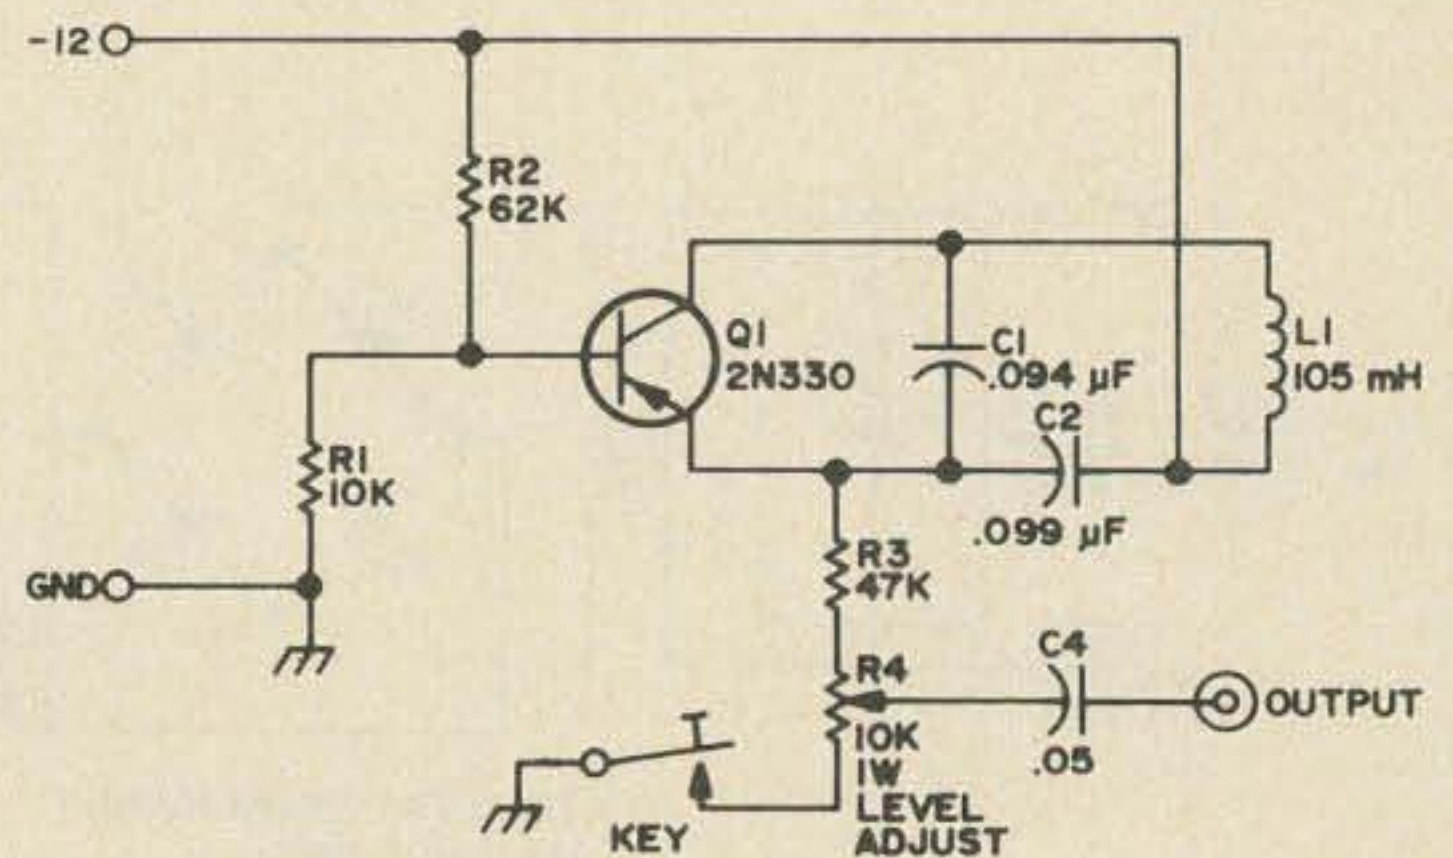 -12
R2
62K
Q1
2N330
C1
.094 µF
L1
105 mH
C2
.099 µF
R1
10K
GND
R3
47K
R4
10K
1W
LEVEL
ADJUST
C4
.05
OUTPUT
KEY